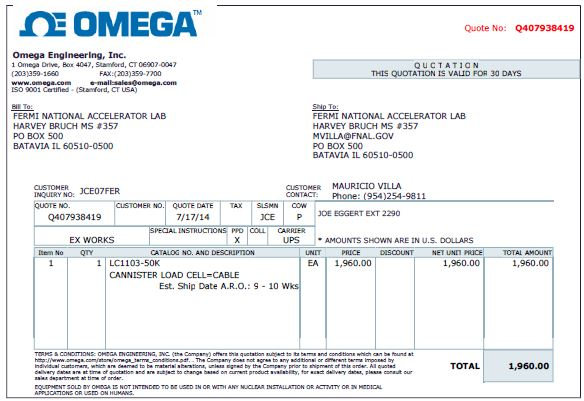 ΩE OMEGA™
Quote No: Q407938419
Omega Engineering, Inc.
1 Omega Drive, Box 4047, Stamford, CT 06907-0047
(203)359-1660 FAX:(203)359-7700
www.omega.com e-mail:sales@omega.com
ISO 9001 Certified - (Stamford, CT USA)
Q U C T A T I O N
THIS QUOTATION IS VALID FOR 30 DAYS
Bill To:
FERMI NATIONAL ACCELERATOR LAB
HARVEY BRUCH MS #357
PO BOX 500
BATAVIA IL 60510-0500
Ship To:
FERMI NATIONAL ACCELERATOR LAB
MVILLA@FNAL.GOV
PO BOX 500
BATAVIA IL 60510-0500
CUSTOMER INQUIRY NO: JCE07FER
CUSTOMER CONTACT: MAURICIO VILLA
Phone: (954)254-9811
QUOTE NO. CUSTOMER NO. QUOTE DATE TAX SLSMN COW
Q407938419 7/17/14 JCE P
JOE EGGERT EXT 2290
SPECIAL INSTRUCTIONS PPD COLL CARRIER
EX WORKS X UPS
* AMOUNTS SHOWN ARE IN U.S. DOLLARS
Item No QTY CATALOG NO. AND DESCRIPTION UNIT PRICE DISCOUNT NET UNIT PRICE TOTAL AMOUNT
1 1 LC1103-50K EA 1,960.00 1,960.00 1,960.00
CANNISTER LOAD CELL=CABLE
Est. Ship Date A.R.O.: 9 - 10 Wks
TERMS & CONDITIONS: OMEGA ENGINEERING, INC. (the Company) offers this quotation subject to its terms and conditions which can be found at
http://www.omega.com/store/omega_terms_conditions.pdf. . The Company does not agree to any additional or different terms imposed by
individual customers, which are deemed to be material alterations, unless signed by the Company prior to shipment of this order. All quoted
delivery dates are at time of quotation and are subject to change based on current product availability, for exact delivery dates, please consult our
sales department at time of order.
EQUIPMENT SOLD BY OMEGA IS NOT INTENDED TO BE USED IN OR WITH ANY NUCLEAR INSTALLATION OR ACTIVITY OR IN MEDICAL
APPLICATIONS OR USED ON HUMANS.
TOTAL 1,960.00